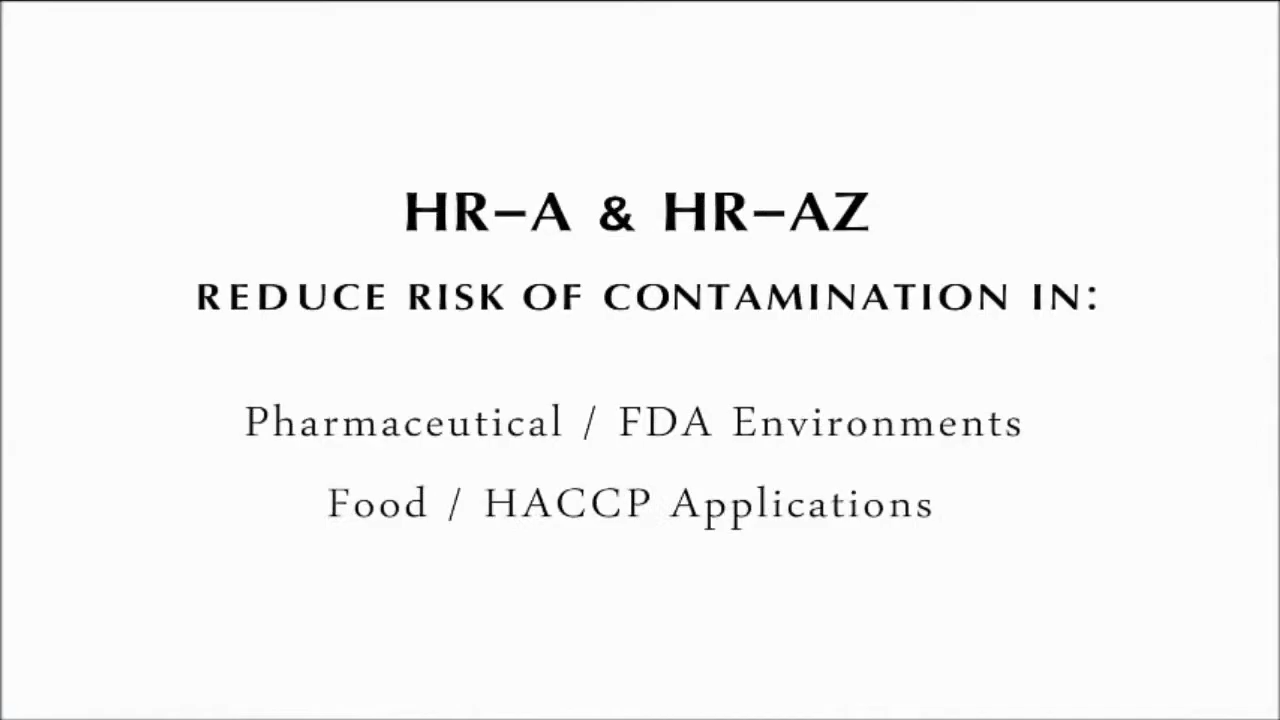 HR–A & HR–AZ
REDUCE RISK OF CONTAMINATION IN:
Pharmaceutical / FDA Environments
Food / HACCP Applications